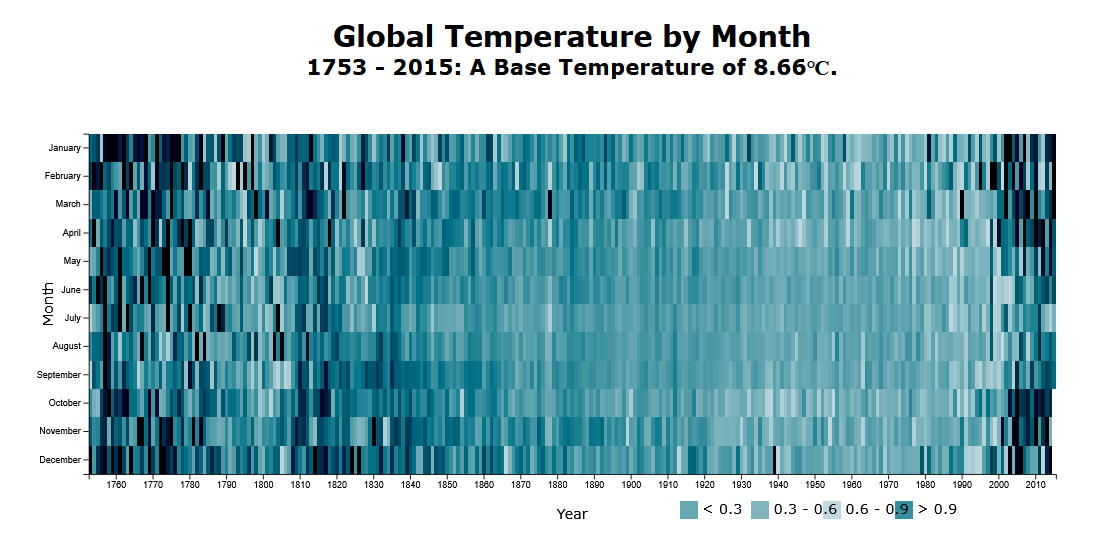 Global Temperature by Month
1753 - 2015: A Base Temperature of 8.66℃.
January
February
March
April
May
June
July
August
September
October
November
December
Month
1760 1770 1780 1790 1800 1810 1820 1830 1840 1850 1860 1870 1880 1890 1900 1910 1920 1930 1940 1950 1960 1970 1980 1990 2000 2010
Year
< 0.3 0.3 - 0.6 0.6 - 0.9 > 0.9